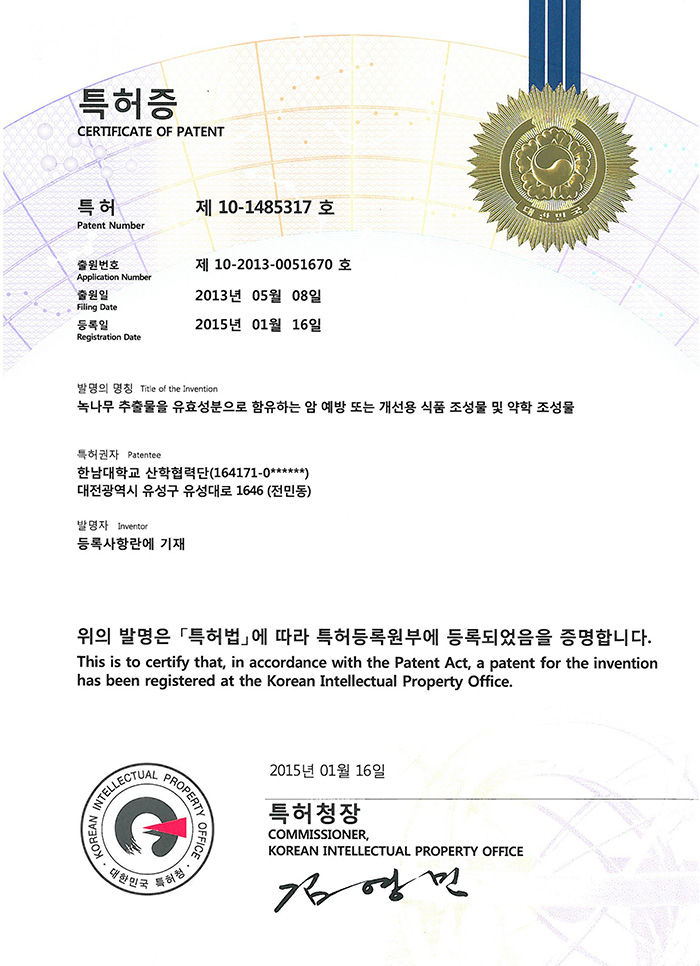 특허증
CERTIFICATE OF PATENT
대한민국
특허 제 10-1485317 호
Patent Number
출원번호 제 10-2013-0051670 호
Application Number
출원일 2013년 05월 08일
Filing Date
등록일 2015년 01월 16일
Registration Date
발명의 명칭 Title of the Invention
녹나무 추출물을 유효성분으로 함유하는 암 예방 또는 개선용 식품 조성물 및 약학 조성물
특허권자 Patentee
한남대학교 산학협력단(164171-0******)
대전광역시 유성구 유성대로 1646 (전민동)
발명자 Inventor
등록사항란에 기재
위의 발명은 「특허법」에 따라 특허등록원부에 등록되었음을 증명합니다.
This is to certify that, in accordance with the Patent Act, a patent for the invention
has been registered at the Korean Intellectual Property Office.
2015년 01월 16일
특허청장
COMMISSIONER,
KOREAN INTELLECTUAL PROPERTY OFFICE
김영민
KOREAN INTELLECTUAL PROPERTY OFFICE
대한민국 특허청